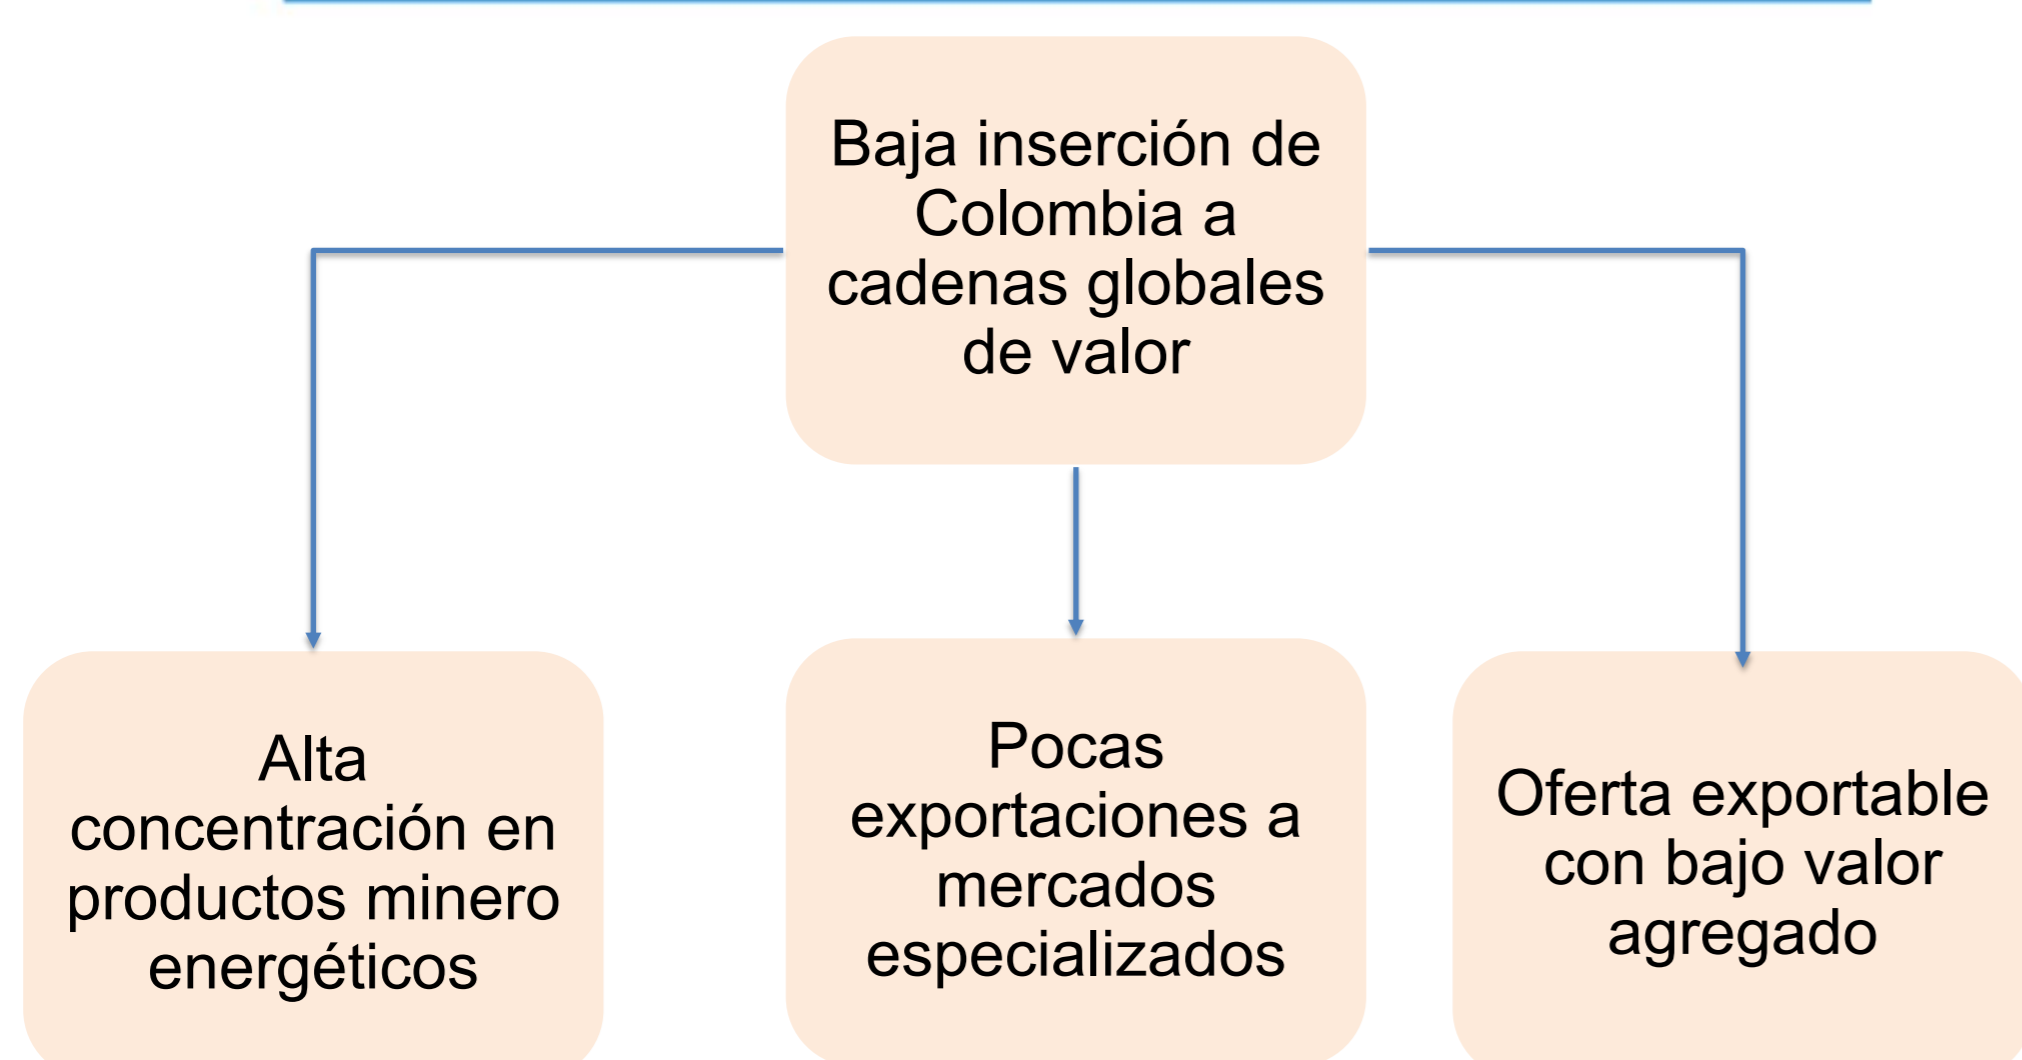 Baja inserción de
Colombia a
cadenas globales
de valor
Alta
concentración en
productos minero
energéticos
Pocas
exportaciones a
mercados
especializados
Oferta exportable
con bajo valor
agregado